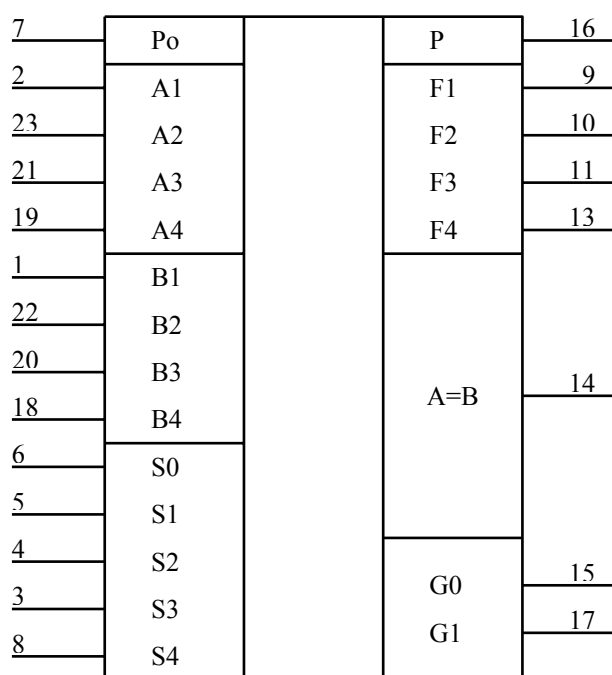 7 Po P 16
2 A1 F1 9
23 A2 F2 10
21 A3 F3 11
19 A4 F4 13
1 B1
22 B2
20 B3 A=B 14
18 B4
6 S0
5 S1
4 S2 G0 15
3 S3 G1 17
8 S4